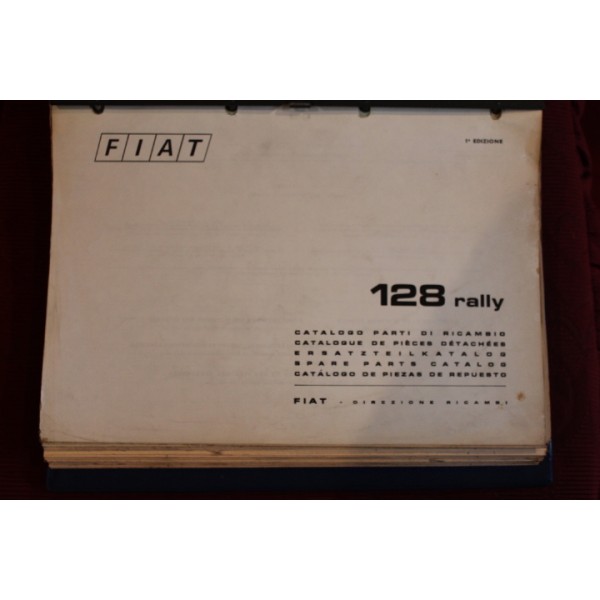 FIAT
1ª EDIZIONE
128 rally
CATALOGO PARTI DI RICAMBIO
CATALOGUE DE PIÈCES DÉTACHÉES
ERSATZTEILKATALOG
SPARE PARTS CATALOG
CATÁLOGO DE PIEZAS DE REPUESTO
FIAT - DIREZIONE RICAMBI